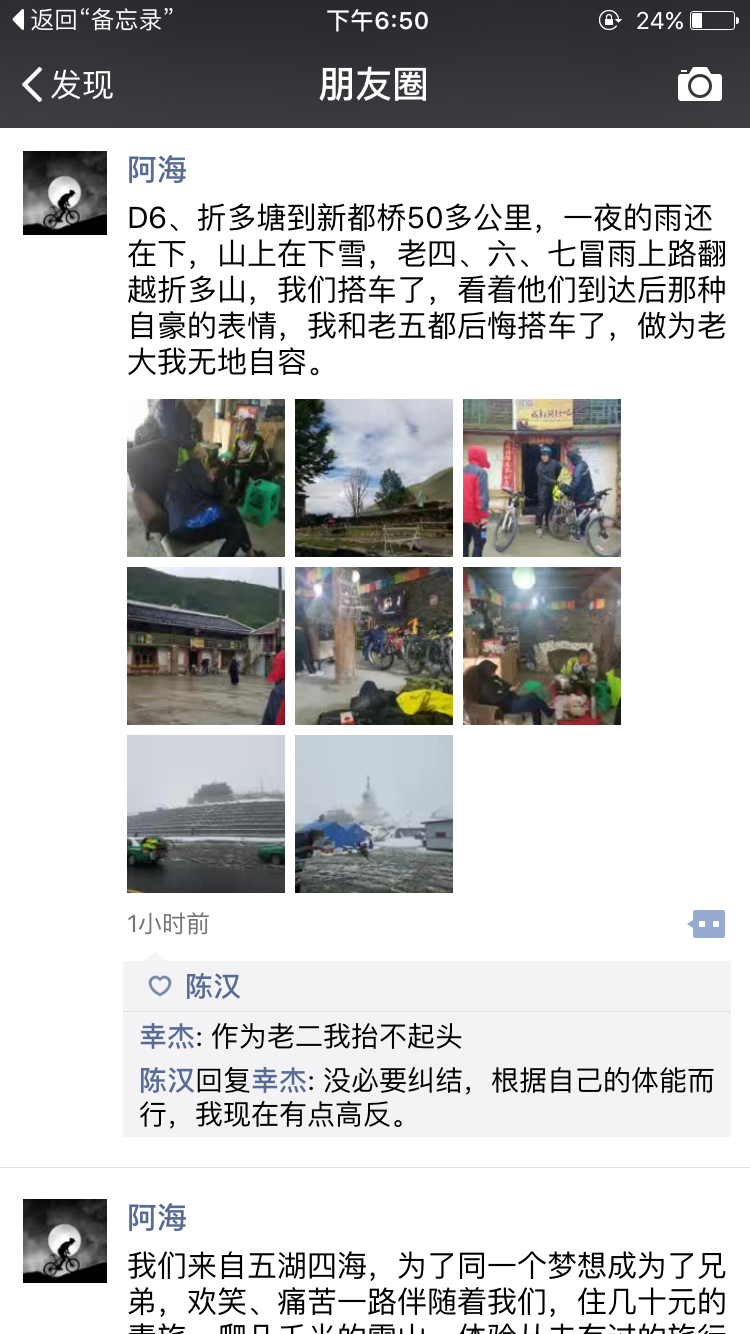 返回“备忘录”
下午6:50
24%
发现
朋友圈
阿海
D6、折多塘到新都桥50多公里，一夜的雨还
在下，山上在下雪，老四、六、七冒雨上路翻
越折多山，我们搭车了，看着他们到达后那种
自豪的表情，我和老五都后悔搭车了，做为老
大我无地自容。
1小时前
陈汉
幸杰: 作为老二我抬不起头
陈汉回复幸杰: 没必要纠结，根据自己的体能而
行，我现在有点高反。
阿海
我们来自五湖四海，为了同一个梦想成为了兄
弟，欢笑、痛苦一路伴随着我们，住几十元的